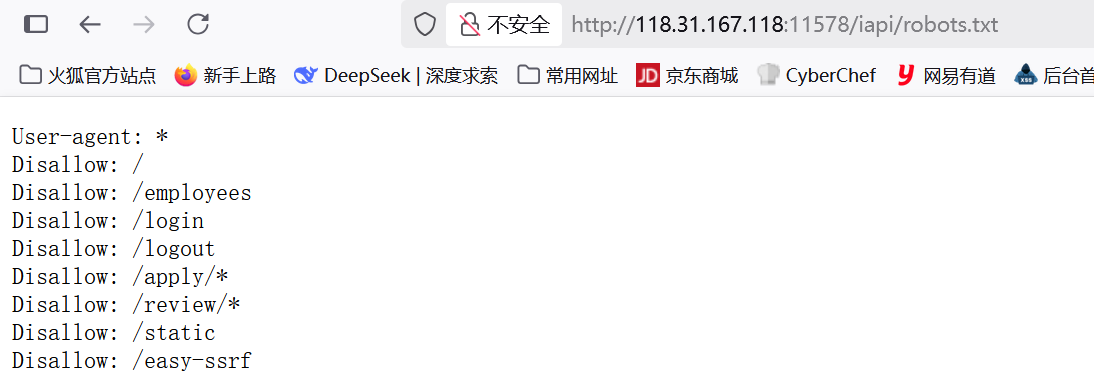 不安全 http://118.31.167.118:11578/iapi/robots.txt
火狐官方站点 新手上路 DeepSeek | 深度求索 常用网址 JD 京东商城 CyberChef y 网易有道 XSS 后台首
User-agent: *
Disallow: /
Disallow: /employees
Disallow: /login
Disallow: /logout
Disallow: /apply/*
Disallow: /review/*
Disallow: /static
Disallow: /easy-ssrf